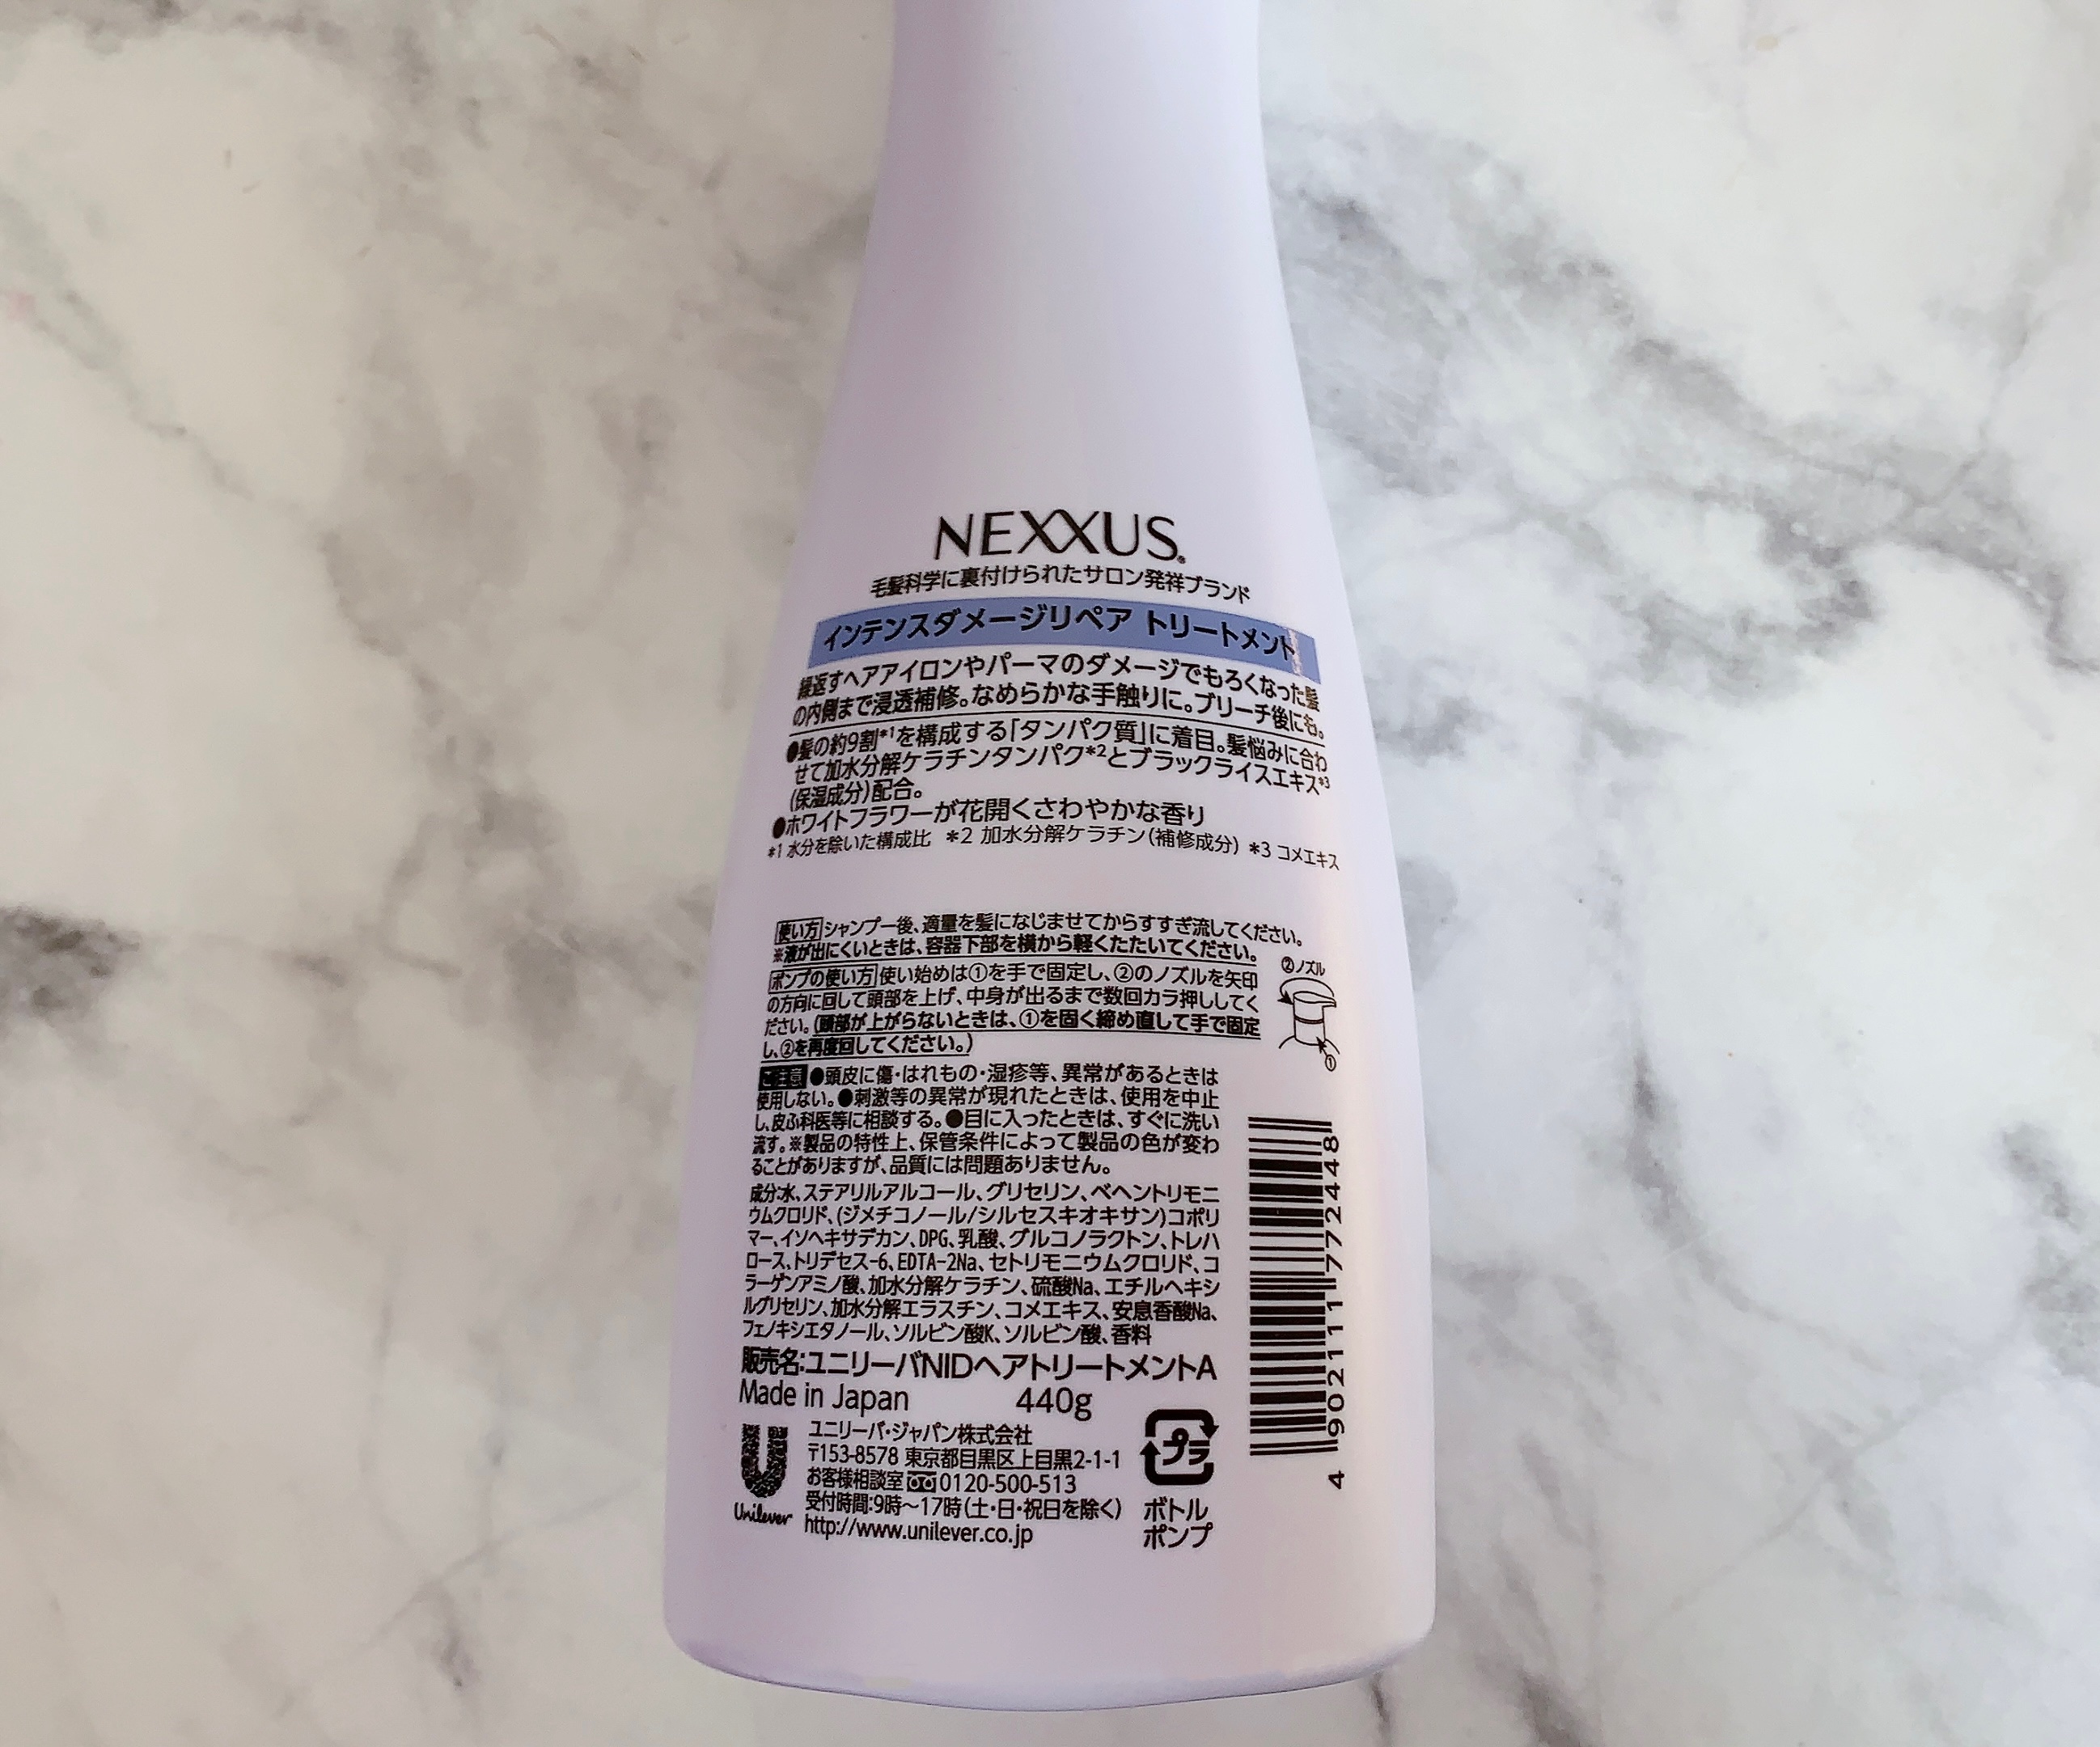 NEXXUS®
毛髪科学に裏付けられたサロン発祥ブランド
インテンスダメージリペア トリートメント
繰返すヘアアイロンやパーマのダメージでもろくなった髪
の内側まで浸透補修。なめらかな手触りに。ブリーチ後にも。
●髪の約9割*1を構成する「タンパク質」に着目。髪悩みに合わ
せて加水分解ケラチンタンパク*2とブラックライスエキス*3
(保湿成分)配合。
●ホワイトフラワーが花開くさわやかな香り
*1 水分を除いた構成比 *2 加水分解ケラチン(補修成分) *3 コメエキス
使い方 シャンプー後、適量を髪になじませてからすすぎ流してください。
※液が出にくいときは、容器下部を横から軽くたたいてください。
ポンプの使い方 使い始めは①を手で固定し、②のノズルを矢印
の方向に回して頭部を上げ、中身が出るまで数回カラ押ししてく
ださい。(頭部が上がらないときは、①を固く締め直して手で固定
し、②を再度回してください。)
②ノズル
①
ご注意 ●頭皮に傷・はれもの・湿疹等、異常があるときは
使用しない。●刺激等の異常が現れたときは、使用を中止
し、皮ふ科医等に相談する。●目に入ったときは、すぐに洗い
流す。※製品の特性上、保管条件によって製品の色が変わ
ることがありますが、品質には問題ありません。
成分:水、ステアリルアルコール、グリセリン、ベヘントリモニ
ウムクロリド、(ジメチコノール/シルセスキオキサン)コポリ
マー、イソヘキサデカン、DPG、乳酸、グルコノラクトン、トレハ
ロース、トリデセス-6、EDTA-2Na、セトリモニウムクロリド、コ
ラーゲンアミノ酸、加水分解ケラチン、硫酸Na、エチルヘキシ
ルグリセリン、加水分解エラスチン、コメエキス、安息香酸Na、
フェノキシエタノール、ソルビン酸K、ソルビン酸、香料
販売名:ユニリーバNIDヘアトリートメントA
Made in Japan 440g
Unilever
ユニリーバ・ジャパン株式会社
〒153-8578 東京都目黒区上目黒2-1-1
お客様相談室 0120-500-513
受付時間:9時〜17時(土・日・祝日を除く)
http://www.unilever.co.jp
プラ
ボトル
ポンプ
4 902111 772448